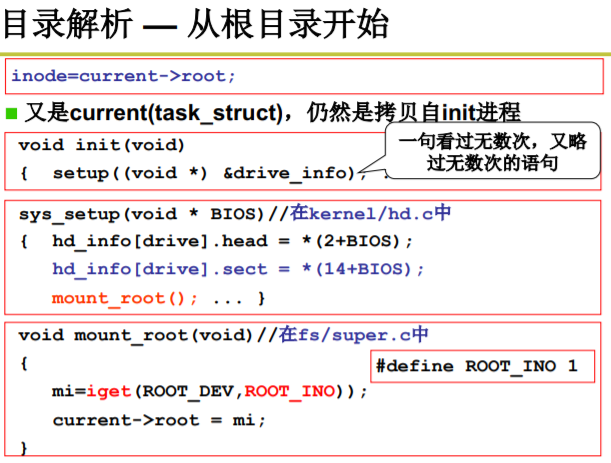 目录解析 — 从根目录开始
inode=current->root;
又是current(task_struct)，仍然是拷贝自init进程
void init(void)
{ setup((void *) &drive_info); .
一句看过无数次，又略
过无数次的语句
sys_setup(void * BIOS)//在kernel/hd.c中
{ hd_info[drive].head = *(2+BIOS);
hd_info[drive].sect = *(14+BIOS);
mount_root(); ... }
void mount_root(void)//在fs/super.c中
{
#define ROOT_INO 1
mi=iget(ROOT_DEV,ROOT_INO));
current->root = mi;
}